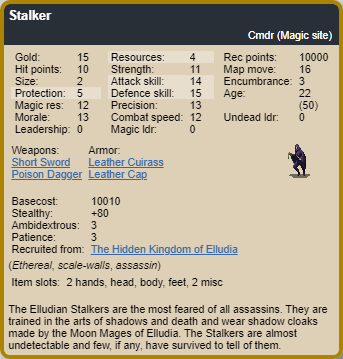 Stalker
Cmdr (Magic site)
Gold: 15 Resources: 4 Rec points: 10000
Hit points: 10 Strength: 11 Map move: 16
Size: 2 Attack skill: 14 Encumbrance: 3
Protection: 5 Defence skill: 15 Age: 22
Magic res: 12 Precision: 13 (50)
Morale: 13 Combat speed: 12 Undead ldr: 0
Leadership: 0 Magic ldr: 0
Weapons: Armor:
Short Sword Leather Cuirass
Poison Dagger Leather Cap
Basecost: 10010
Stealthy: +80
Ambidextrous: 3
Patience: 3
Recruited from: The Hidden Kingdom of Elludia
(Ethereal, scale-walls, assassin)
Item slots: 2 hands, head, body, feet, 2 misc
The Elludian Stalkers are the most feared of all assassins. They are
trained in the arts of shadows and death and wear shadow cloaks
made by the Moon Mages of Elludia. The Stalkers are almost
undetectable and few, if any, have survived to tell of them.